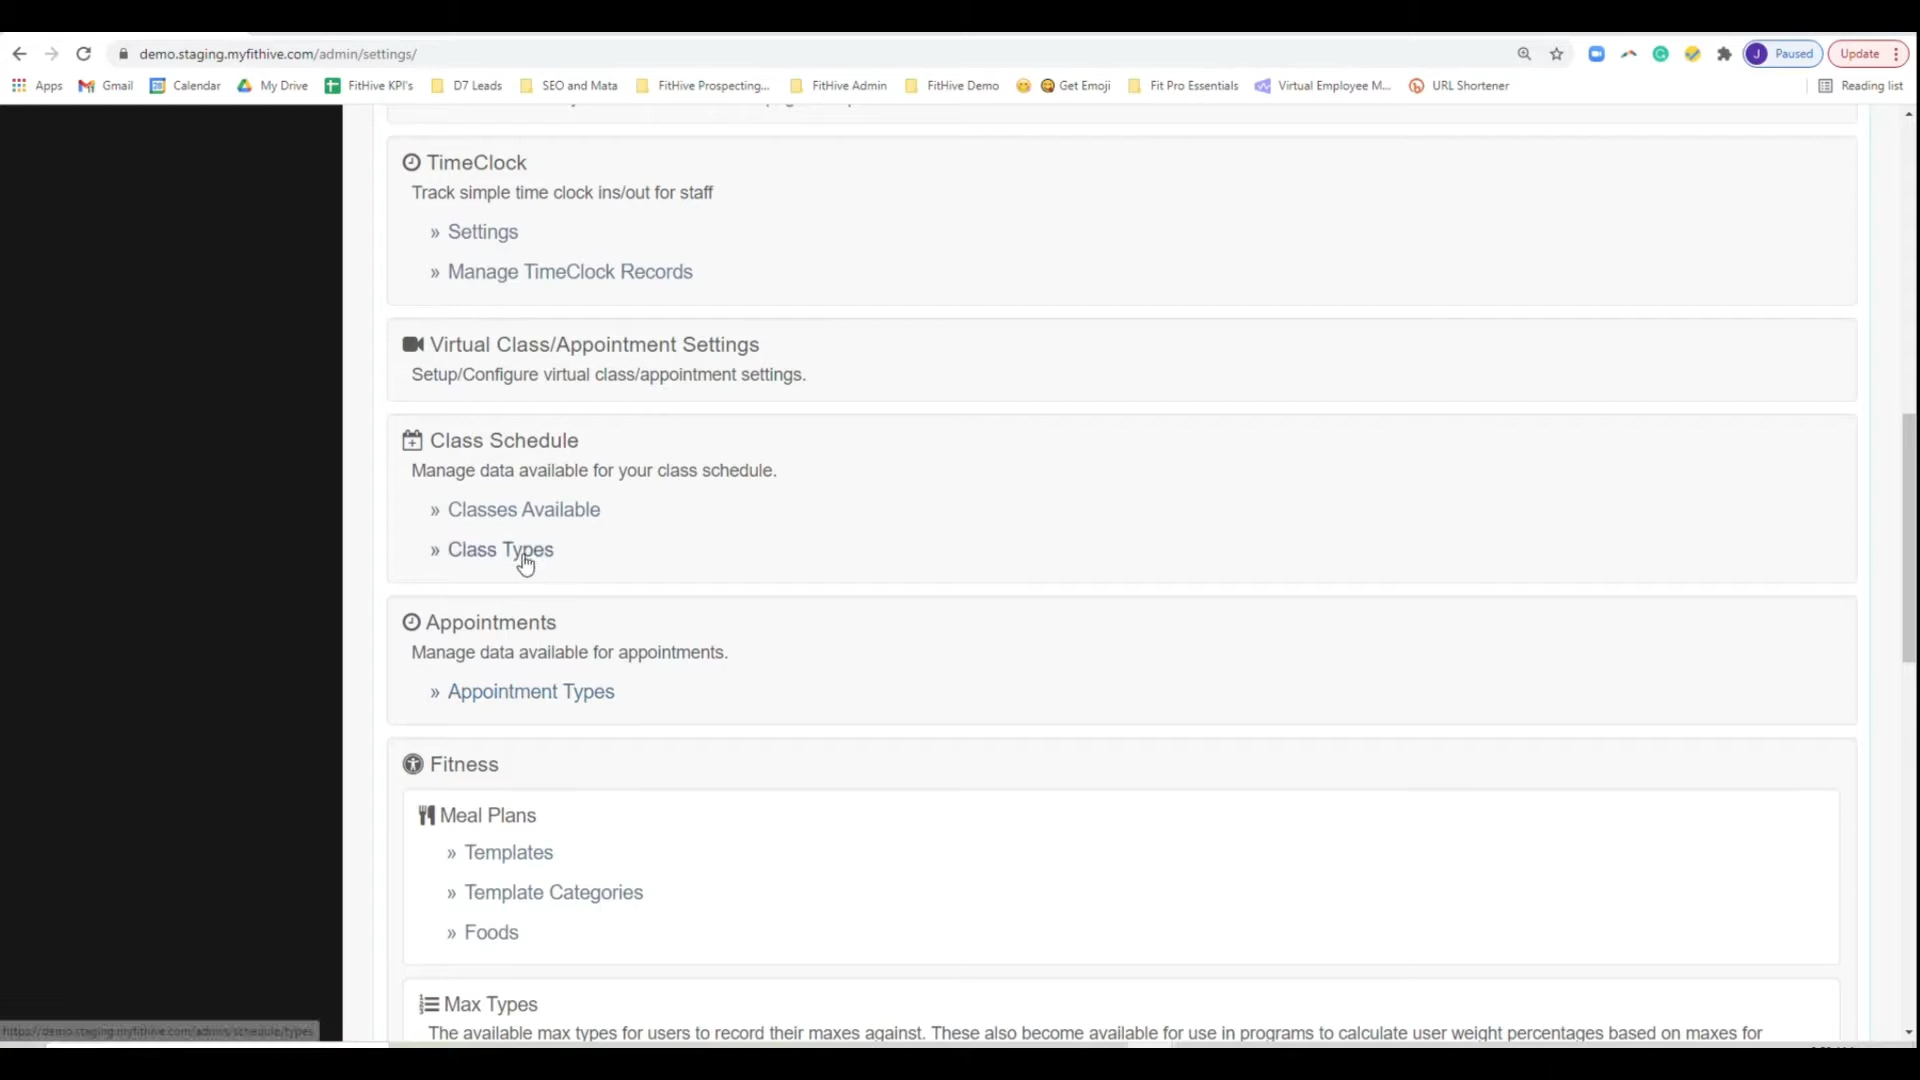 demo.staging.myfithive.com/admin/settings/
J Paused Update
Apps Gmail Calendar My Drive FitHive KPI's D7 Leads SEO and Mata FitHive Prospecting... FitHive Admin FitHive Demo Get Emoji Fit Pro Essentials Virtual Employee M... URL Shortener Reading list
TimeClock
Track simple time clock ins/out for staff
» Settings
» Manage TimeClock Records
Virtual Class/Appointment Settings
Setup/Configure virtual class/appointment settings.
Class Schedule
Manage data available for your class schedule.
» Classes Available
» Class Types
Appointments
Manage data available for appointments.
» Appointment Types
Fitness
Meal Plans
» Templates
» Template Categories
» Foods
Max Types
The available max types for users to record their maxes against. These also become available for use in programs to calculate user weight percentages based on maxes for
https://demo.staging.myfithive.com/admin/schedule/types